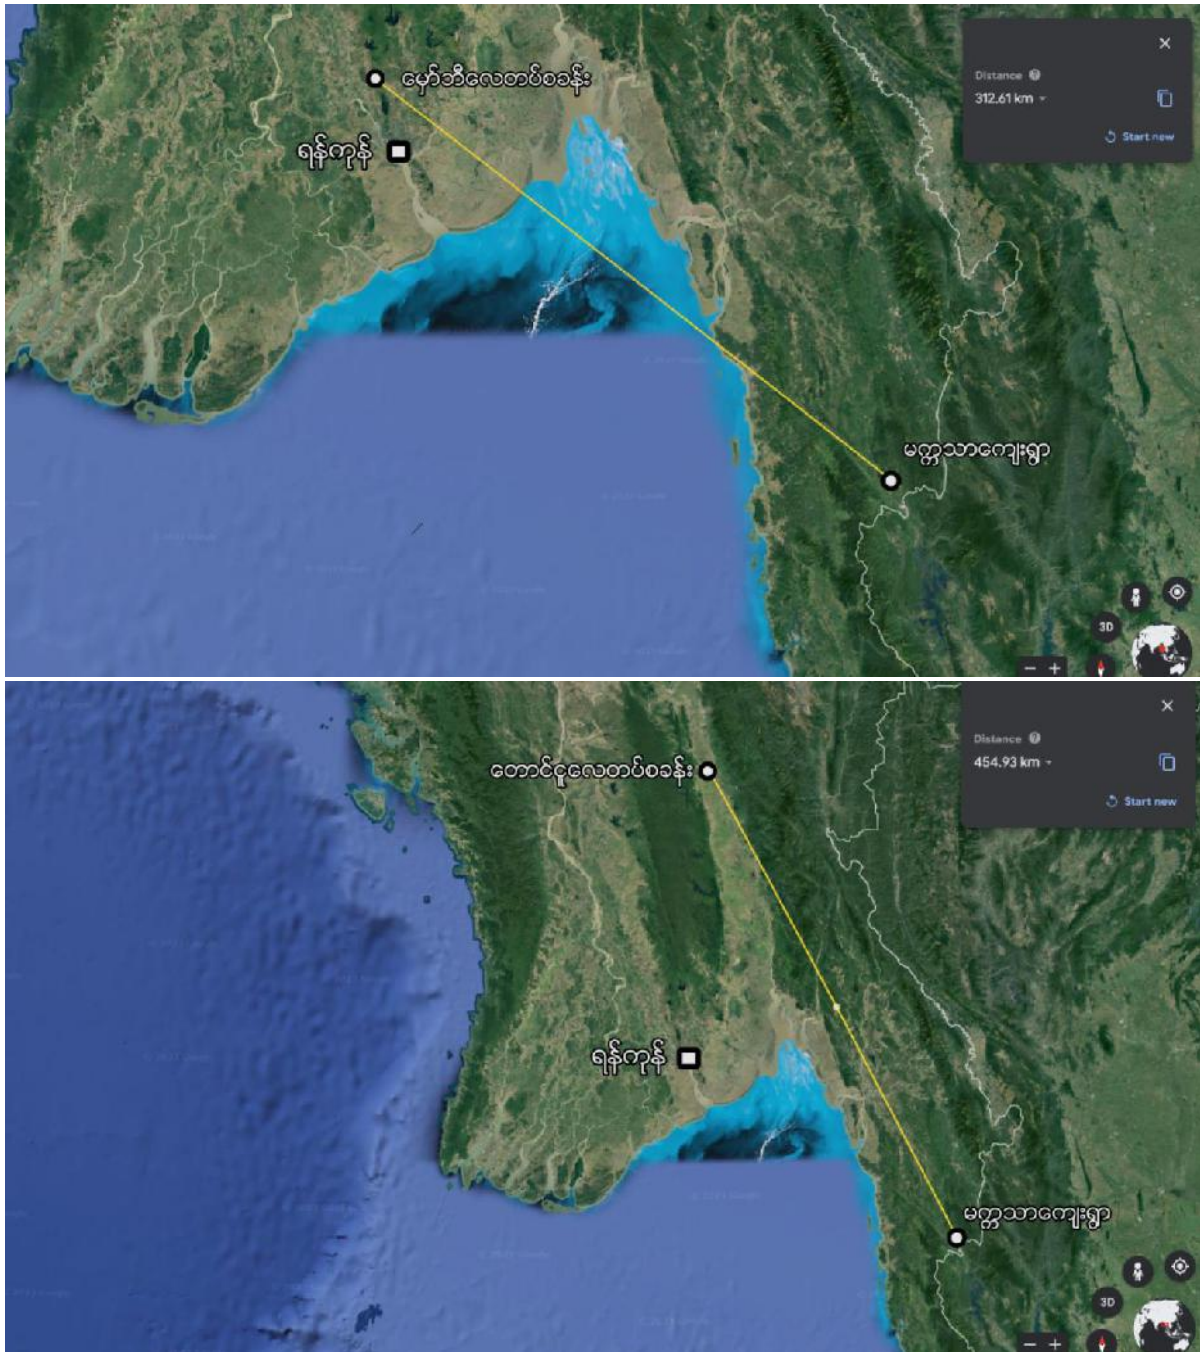 Distance
312.61 km
Start new
မှော်ဘီလေတပ်စခန်း
ရန်ကုန်
မက္ကသာကျေးရွာ
3D
Distance
454.93 km
Start new
တောင်ငူလေတပ်စခန်း
ရန်ကုန်
မက္ကသာကျေးရွာ
3D